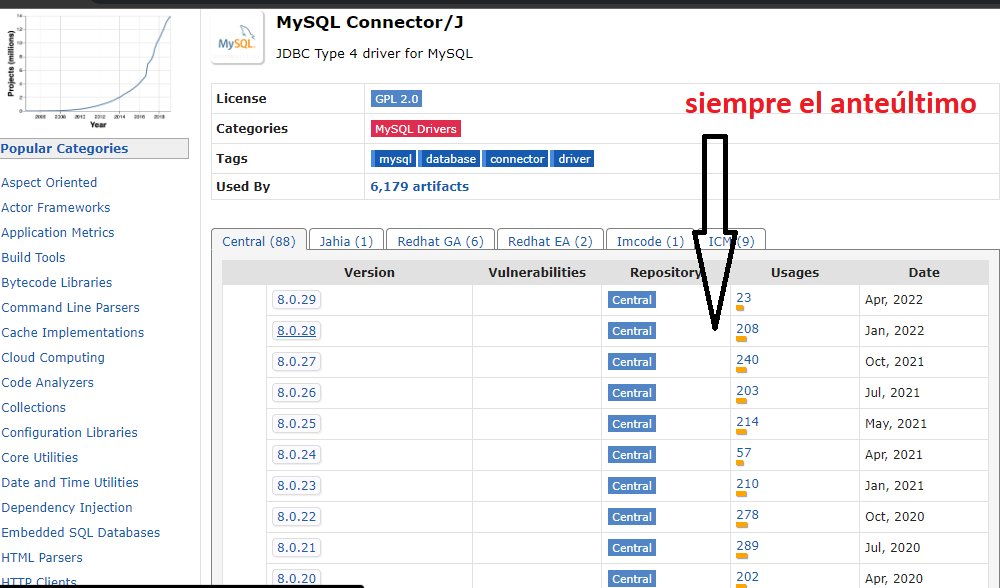 MySQL Connector/J
MySQL
JDBC Type 4 driver for MySQL
Projects (millions)
14
12
10
8
6
4
2
0
2006 2008 2010 2012 2014 2016 2018
Year
License GPL 2.0
siempre el anteúltimo
Categories MySQL Drivers
Tags mysql database connector driver
Used By 6,179 artifacts
Popular Categories
Aspect Oriented
Actor Frameworks
Application Metrics
Build Tools
Bytecode Libraries
Command Line Parsers
Cache Implementations
Cloud Computing
Code Analyzers
Collections
Configuration Libraries
Core Utilities
Date and Time Utilities
Dependency Injection
Embedded SQL Databases
HTML Parsers
HTTP Clients
Central (88) Jahia (1) Redhat GA (6) Redhat EA (2) Imcode (1) ICM (9)
Version Vulnerabilities Repository Usages Date
8.0.29 Central 23 Apr, 2022
8.0.28 Central 208 Jan, 2022
8.0.27 Central 240 Oct, 2021
8.0.26 Central 203 Jul, 2021
8.0.25 Central 214 May, 2021
8.0.24 Central 57 Apr, 2021
8.0.23 Central 210 Jan, 2021
8.0.22 Central 278 Oct, 2020
8.0.21 Central 289 Jul, 2020
8.0.20 Central 202 Apr, 2020